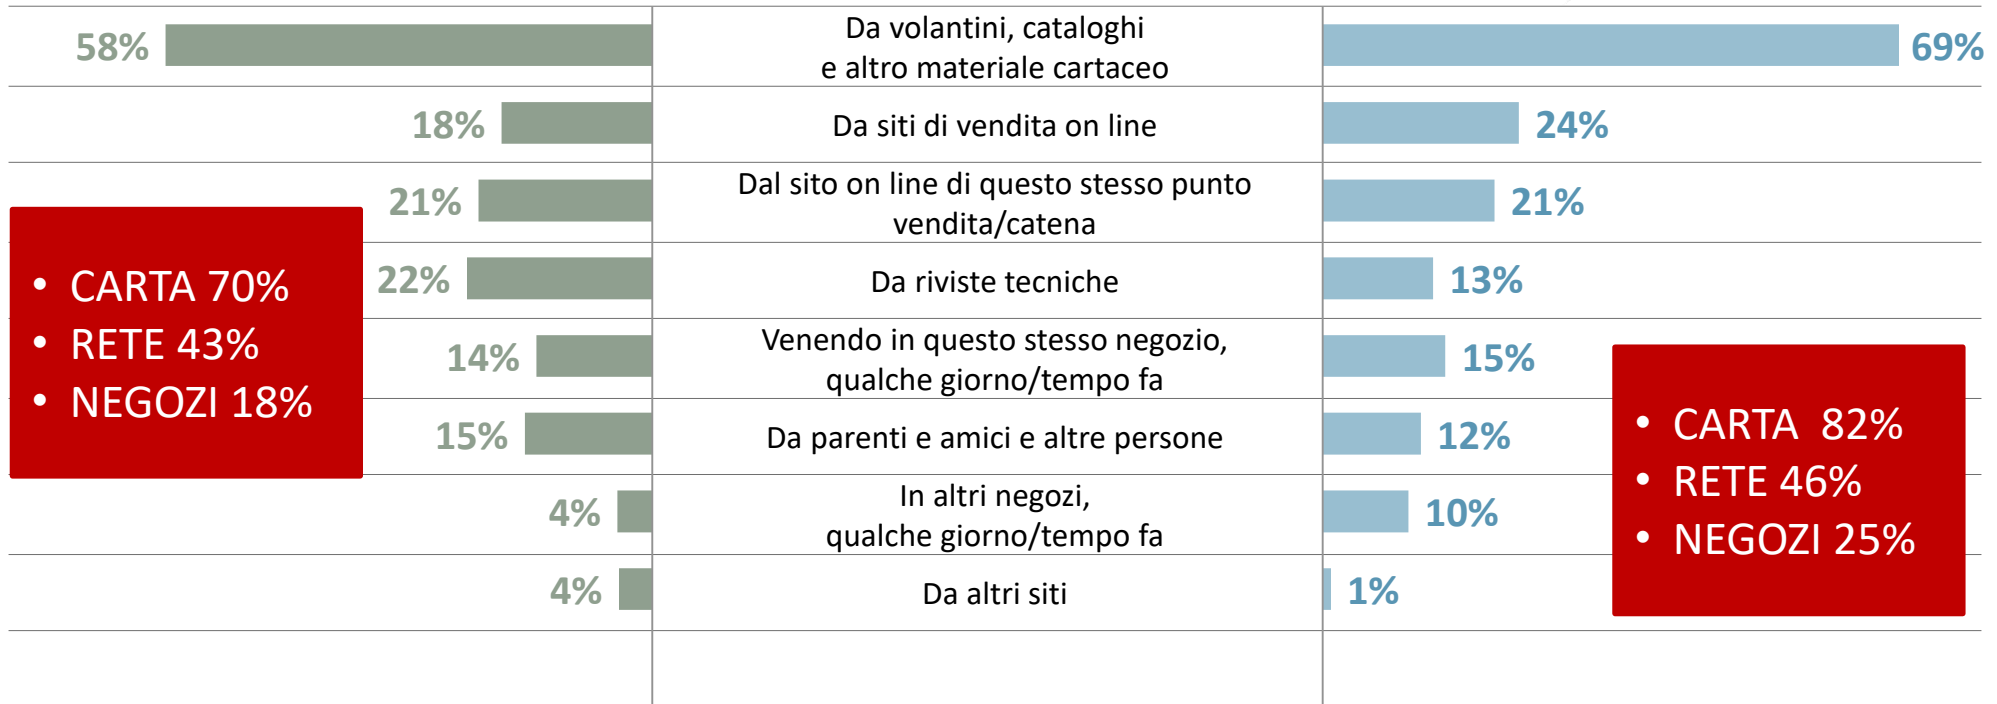 58%
Da volantini, cataloghi
e altro materiale cartaceo
69%
18%
Da siti di vendita on line
24%
21%
Dal sito on line di questo stesso punto
vendita/catena
21%
22%
Da riviste tecniche
13%
14%
Venendo in questo stesso negozio,
qualche giorno/tempo fa
15%
15%
Da parenti e amici e altre persone
12%
4%
In altri negozi,
qualche giorno/tempo fa
10%
4%
Da altri siti
1%
• CARTA 70%
• RETE 43%
• NEGOZI 18%
• CARTA 82%
• RETE 46%
• NEGOZI 25%